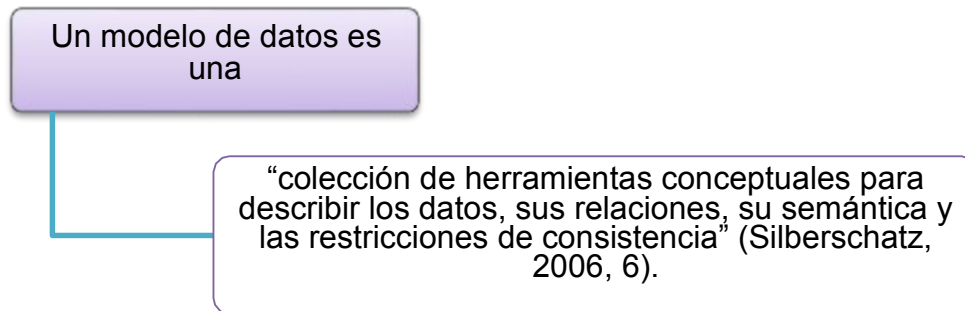 Un modelo de datos es
una
“colección de herramientas conceptuales para
describir los datos, sus relaciones, su semántica y
las restricciones de consistencia” (Silberschatz,
2006, 6).